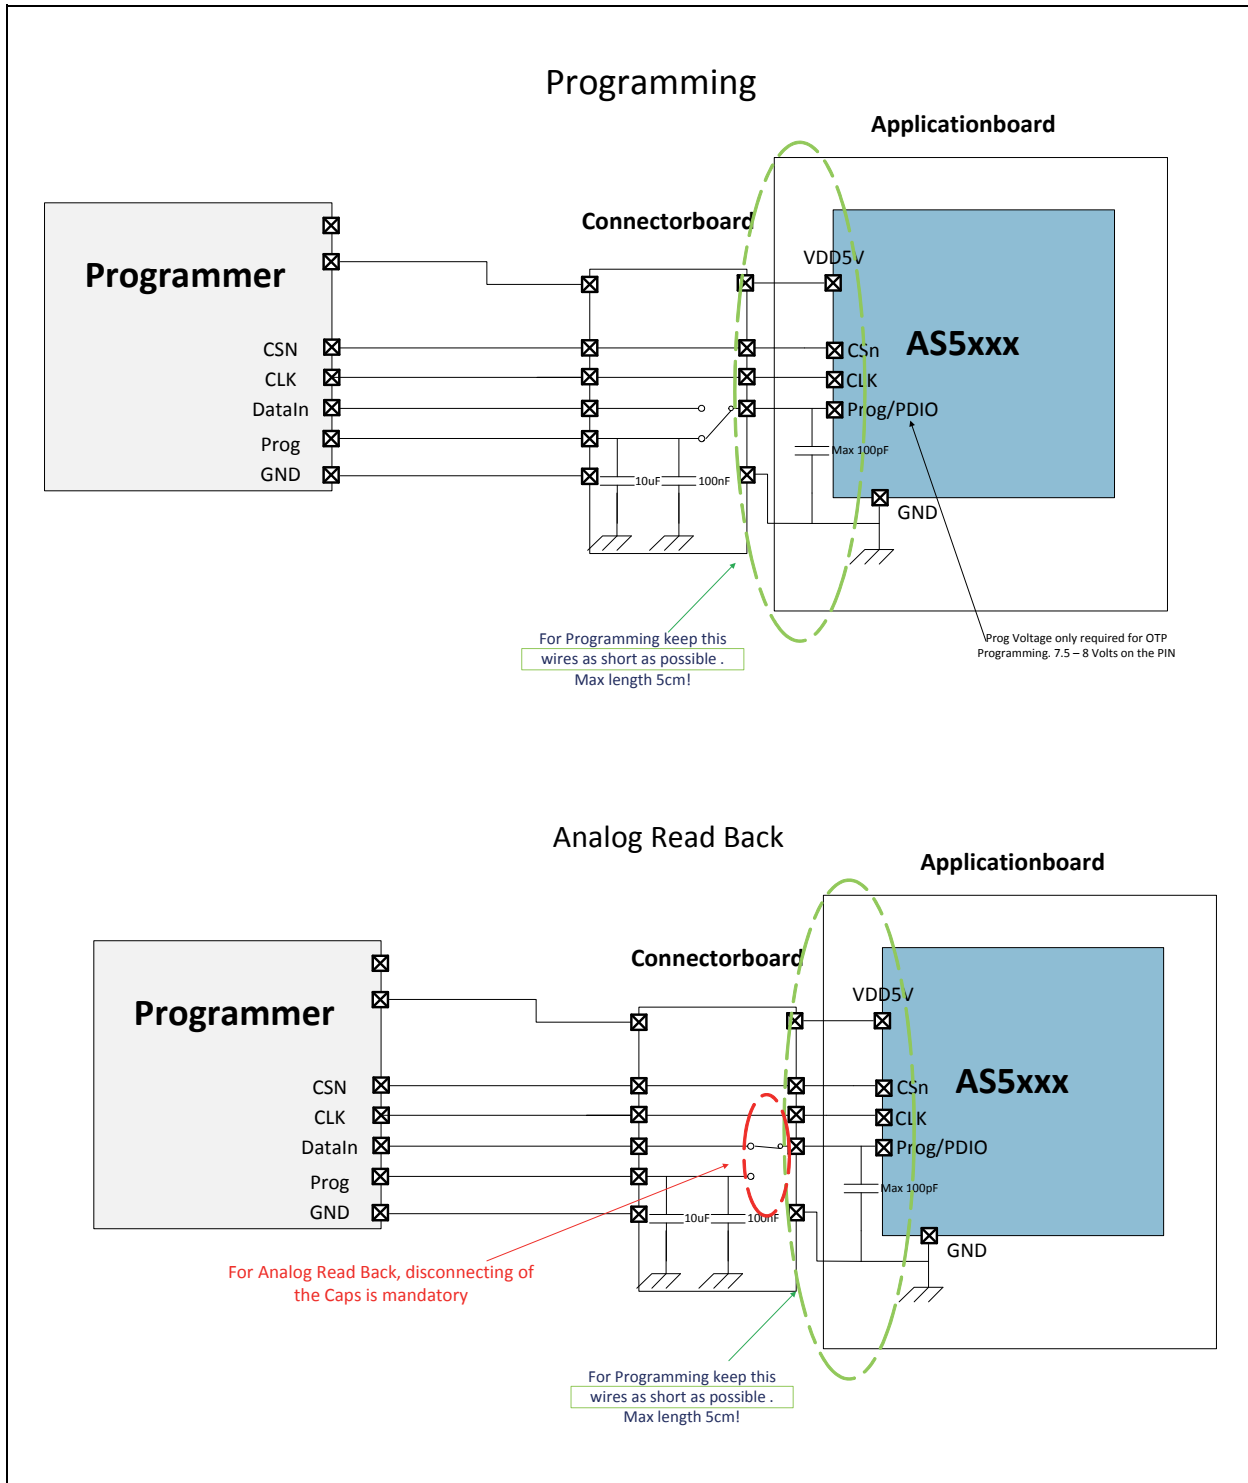 Programming
Applicationboard
Connectorboard
Programmer
VDD5V
AS5xxx
CSN
CSn
CLK
CLK
DataIn
Prog/PDIO
Prog
Max 100pF
GND
10uF
100nF
GND
For Programming keep this
wires as short as possible .
Max length 5cm!
Prog Voltage only required for OTP
Programming. 7.5 – 8 Volts on the PIN
Analog Read Back
Applicationboard
Connectorboard
Programmer
VDD5V
AS5xxx
CSN
CSn
CLK
CLK
DataIn
Prog/PDIO
Prog
Max 100pF
GND
10uF
100nF
GND
For Analog Read Back, disconnecting of
the Caps is mandatory
For Programming keep this
wires as short as possible .
Max length 5cm!